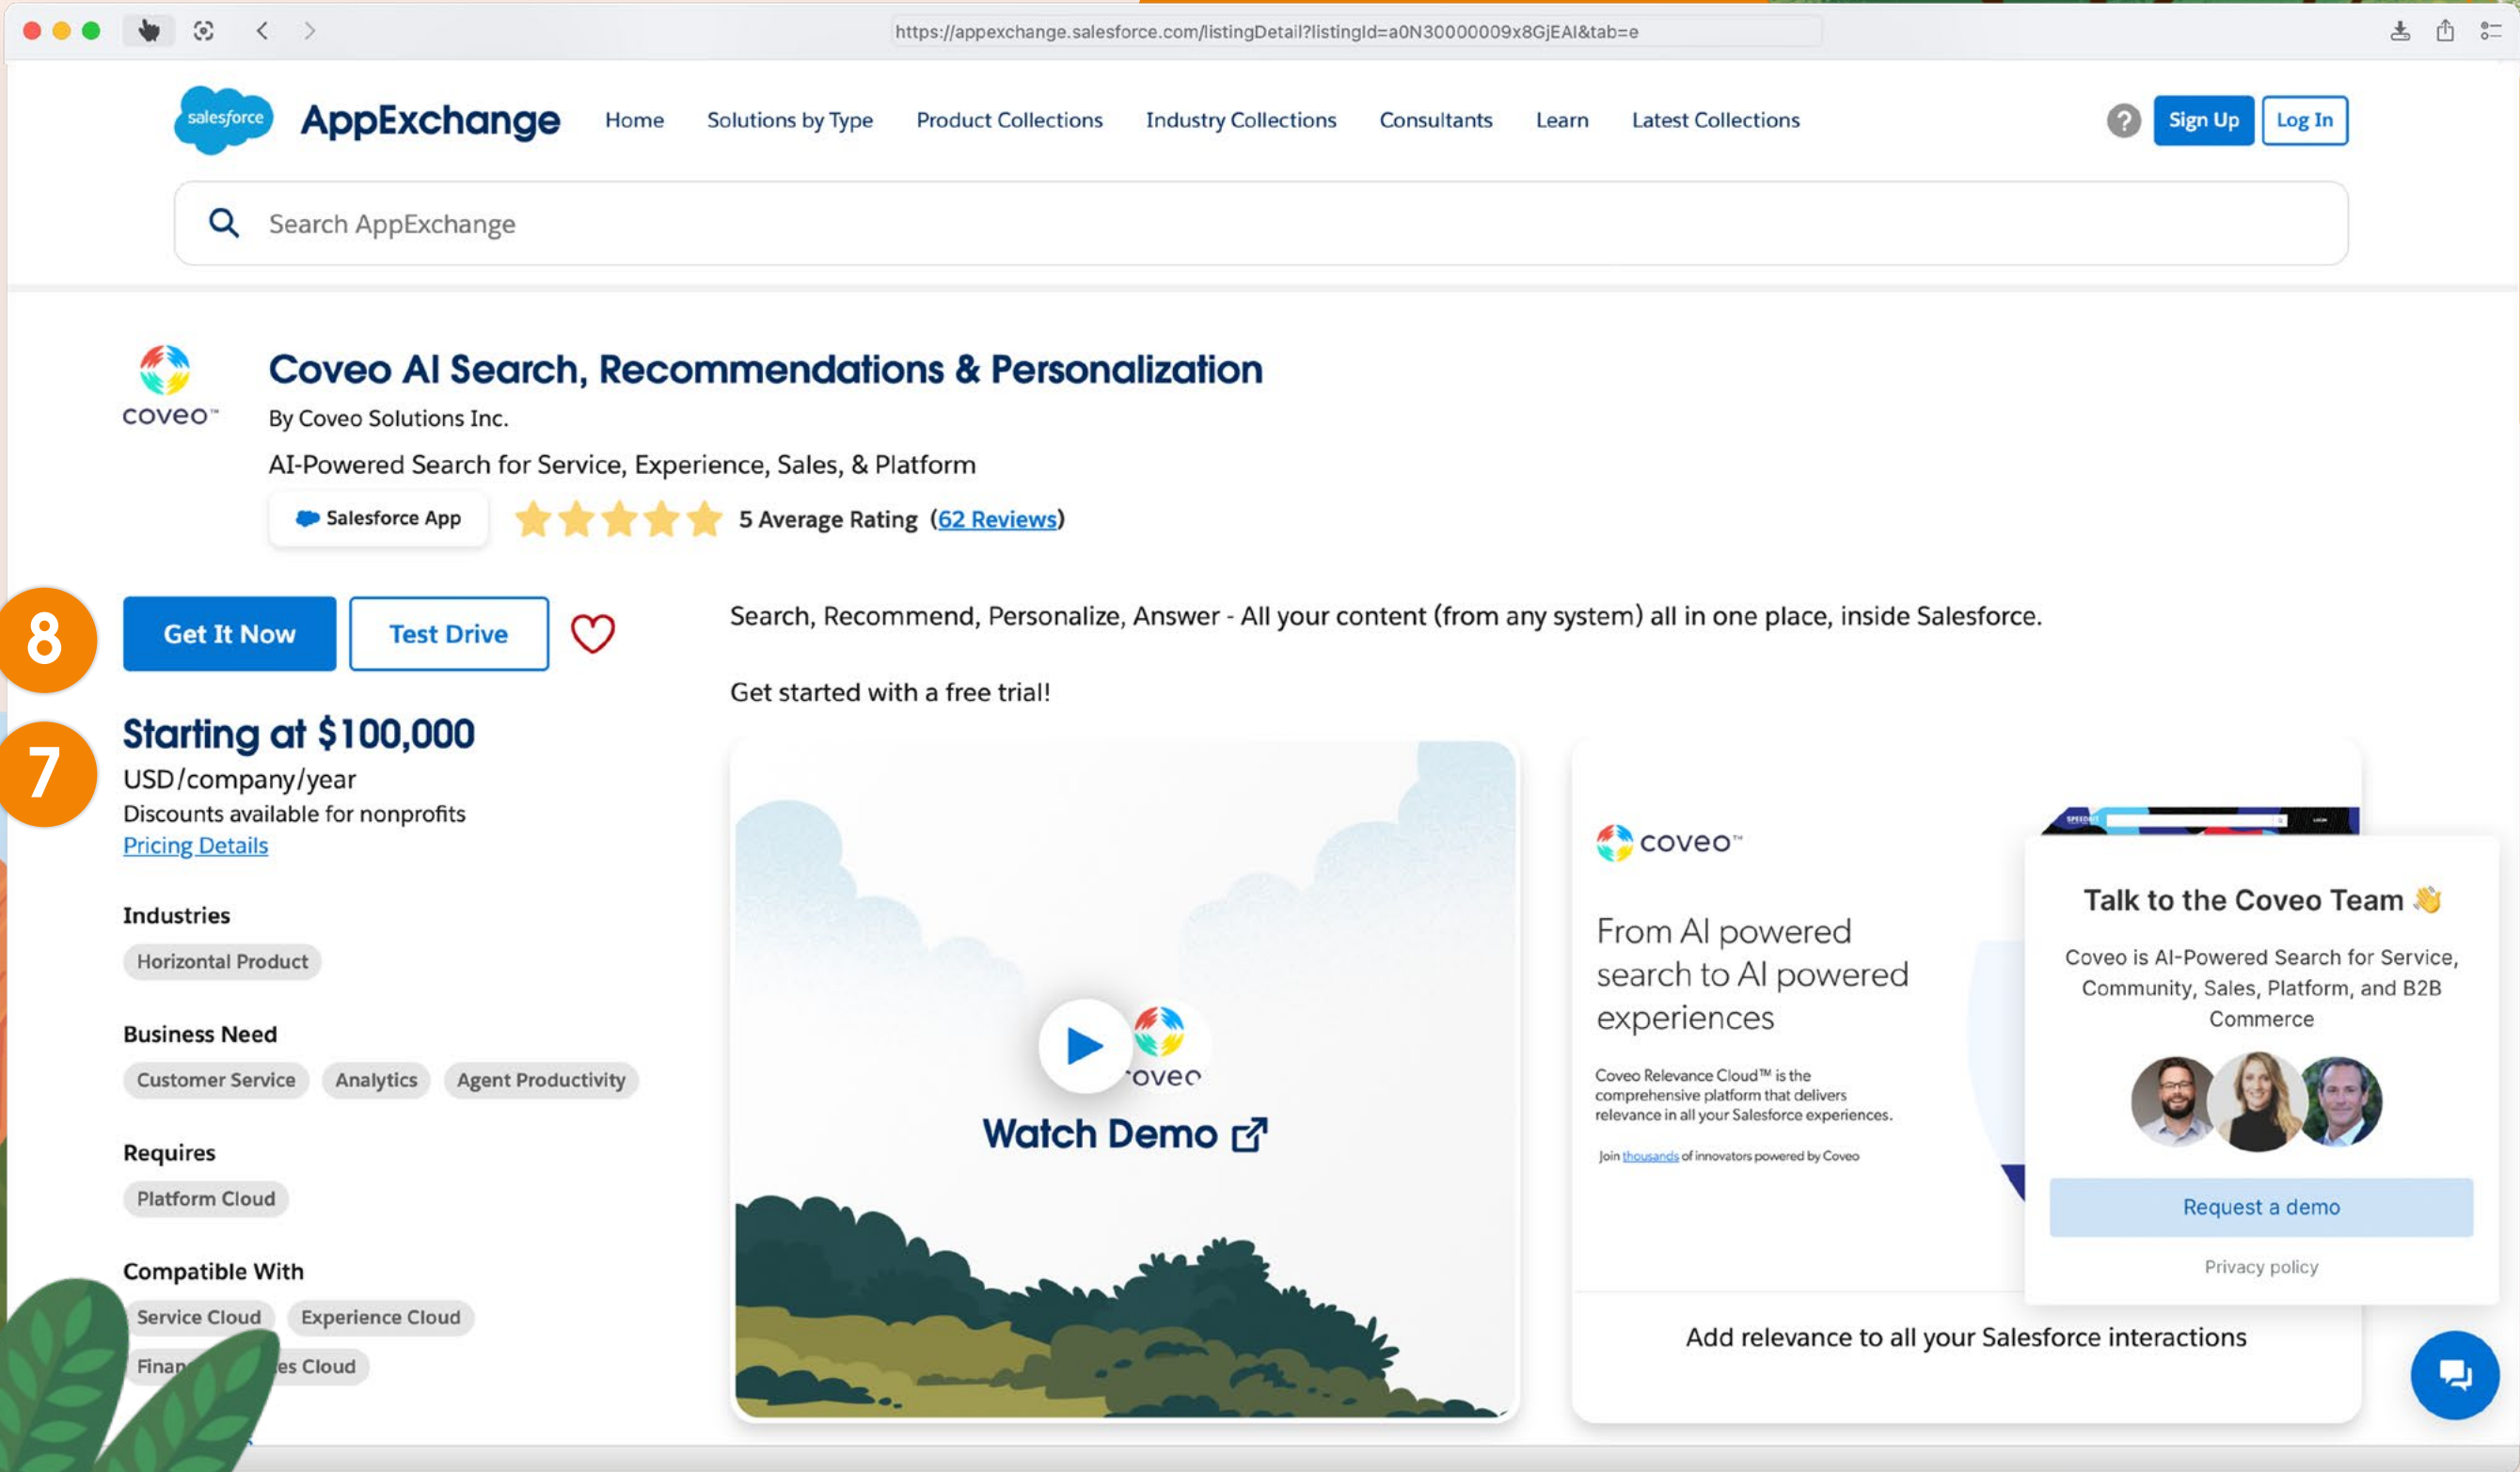 https://appexchange.salesforce.com/listingDetail?listingId=a0N30000009x8GjEAI&tab=e
salesforce
AppExchange
Home Solutions by Type Product Collections Industry Collections Consultants Learn Latest Collections
? Sign Up Log In
Search AppExchange
coveo™
Coveo AI Search, Recommendations & Personalization
By Coveo Solutions Inc.
AI-Powered Search for Service, Experience, Sales, & Platform
Salesforce App 5 Average Rating (62 Reviews)
8
Get It Now Test Drive
7
Starting at $100,000
USD/company/year
Discounts available for nonprofits
Pricing Details
Industries
Horizontal Product
Business Need
Customer Service Analytics Agent Productivity
Requires
Platform Cloud
Compatible With
Service Cloud Experience Cloud
Cloud
Search, Recommend, Personalize, Answer - All your content (from any system) all in one place, inside Salesforce.
Get started with a free trial!
Watch Demo
coveo™
From AI powered
search to AI powered
experiences
Coveo Relevance Cloud™ is the
comprehensive platform that delivers
relevance in all your Salesforce experiences.
Join thousands of innovators powered by Coveo
Add relevance to all your Salesforce interactions
Talk to the Coveo Team 👋
Coveo is AI-Powered Search for Service,
Community, Sales, Platform, and B2B
Commerce
Request a demo
Privacy policy